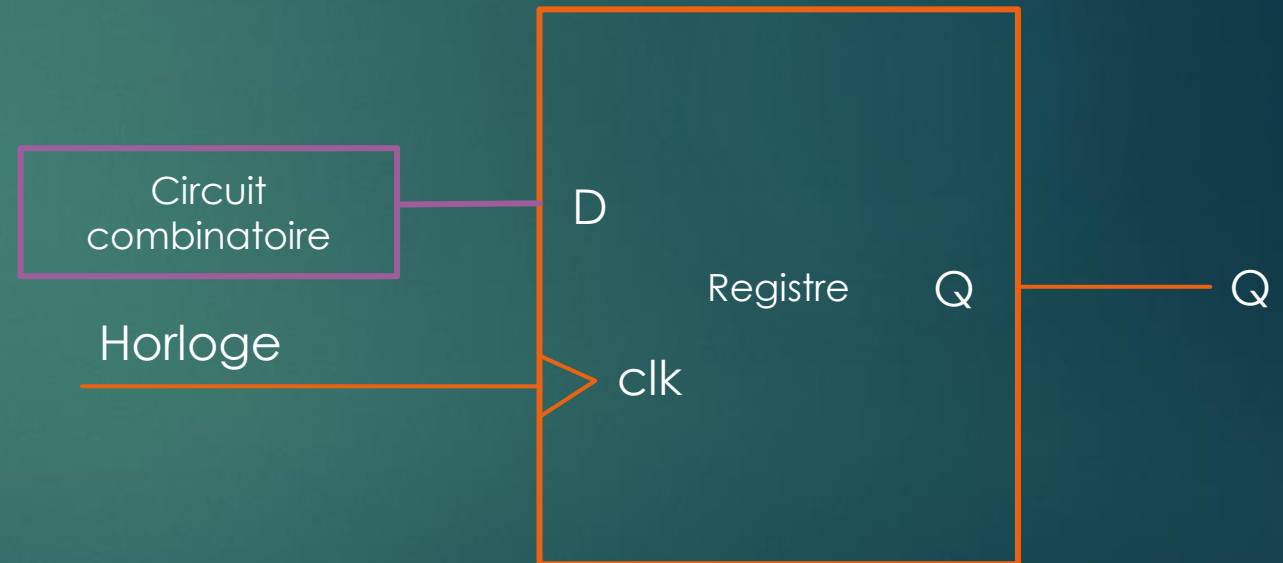 Circuit
combinatoire
D
Registre
Q
Q
Horloge
clk